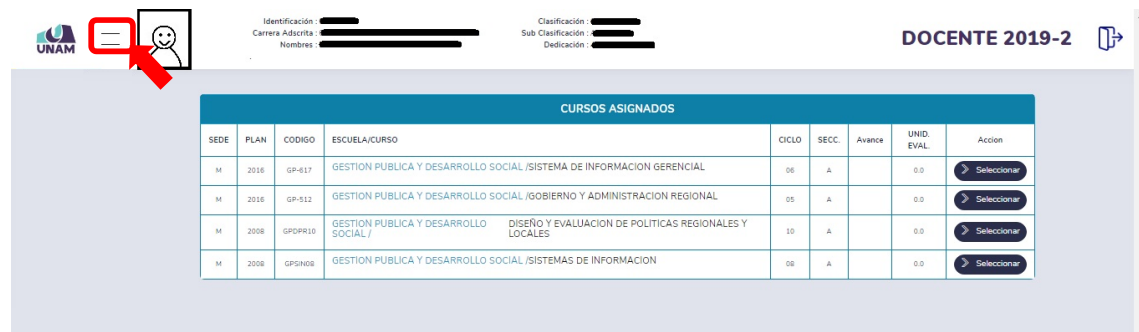 UNAM
Identificación :
Carrera Adscrita :
Nombres :
Clasificación :
Sub Clasificación :
Dedicación :
DOCENTE 2019-2
CURSOS ASIGNADOS
SEDE PLAN CODIGO ESCUELA/CURSO CICLO SECC. Avance UNID. EVAL. Accion
M 2016 GP-617 GESTION PUBLICA Y DESARROLLO SOCIAL /SISTEMA DE INFORMACION GERENCIAL 06 A 0.0 Seleccionar
M 2016 GP-512 GESTION PUBLICA Y DESARROLLO SOCIAL /GOBIERNO Y ADMINISTRACION REGIONAL 05 A 0.0 Seleccionar
M 2008 GPDPR10 GESTION PUBLICA Y DESARROLLO SOCIAL / DISEÑO Y EVALUACION DE POLITICAS REGIONALES Y LOCALES 10 A 0.0 Seleccionar
M 2008 GPSIN08 GESTION PUBLICA Y DESARROLLO SOCIAL /SISTEMAS DE INFORMACION 08 A 0.0 Seleccionar